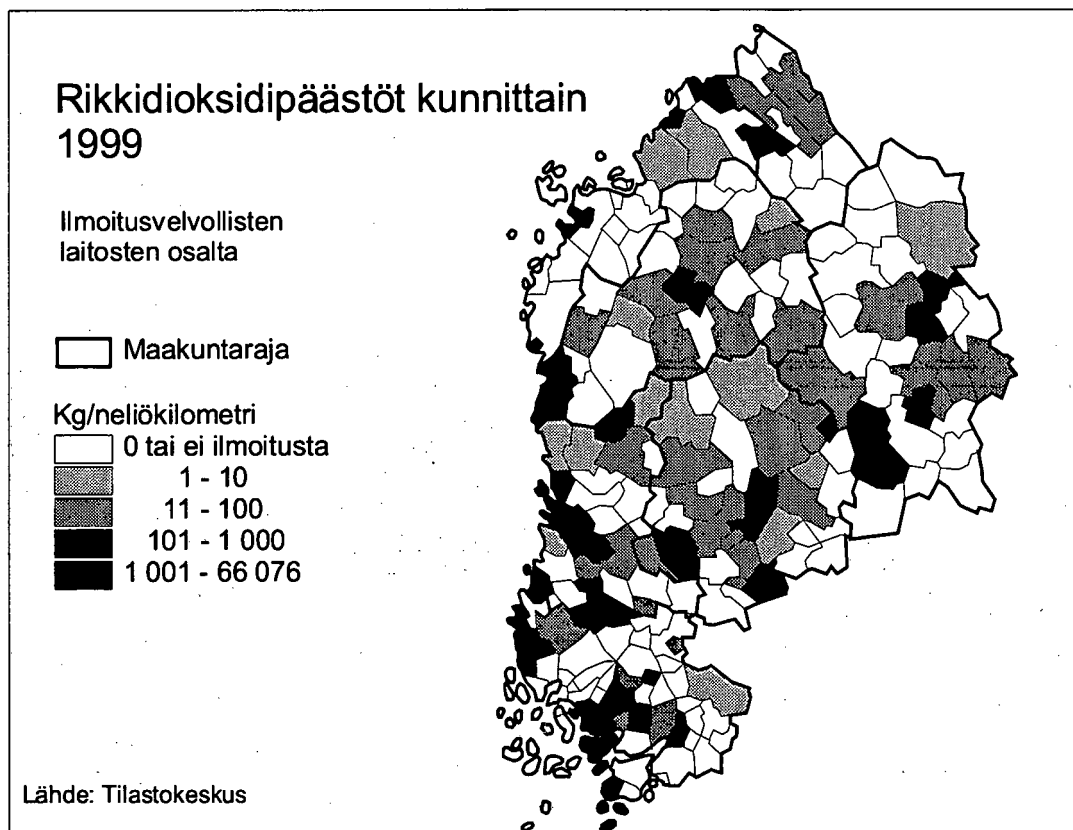 Rikkidioksidipäästöt kunnittain
1999
Ilmoitusvelvollisten
laitosten osalta
Maakuntaraja
Kg/neliökilometri
0 tai ei ilmoitusta
1 - 10
11 - 100
101 - 1 000
1 001 - 66 076
Lähde: Tilastokeskus